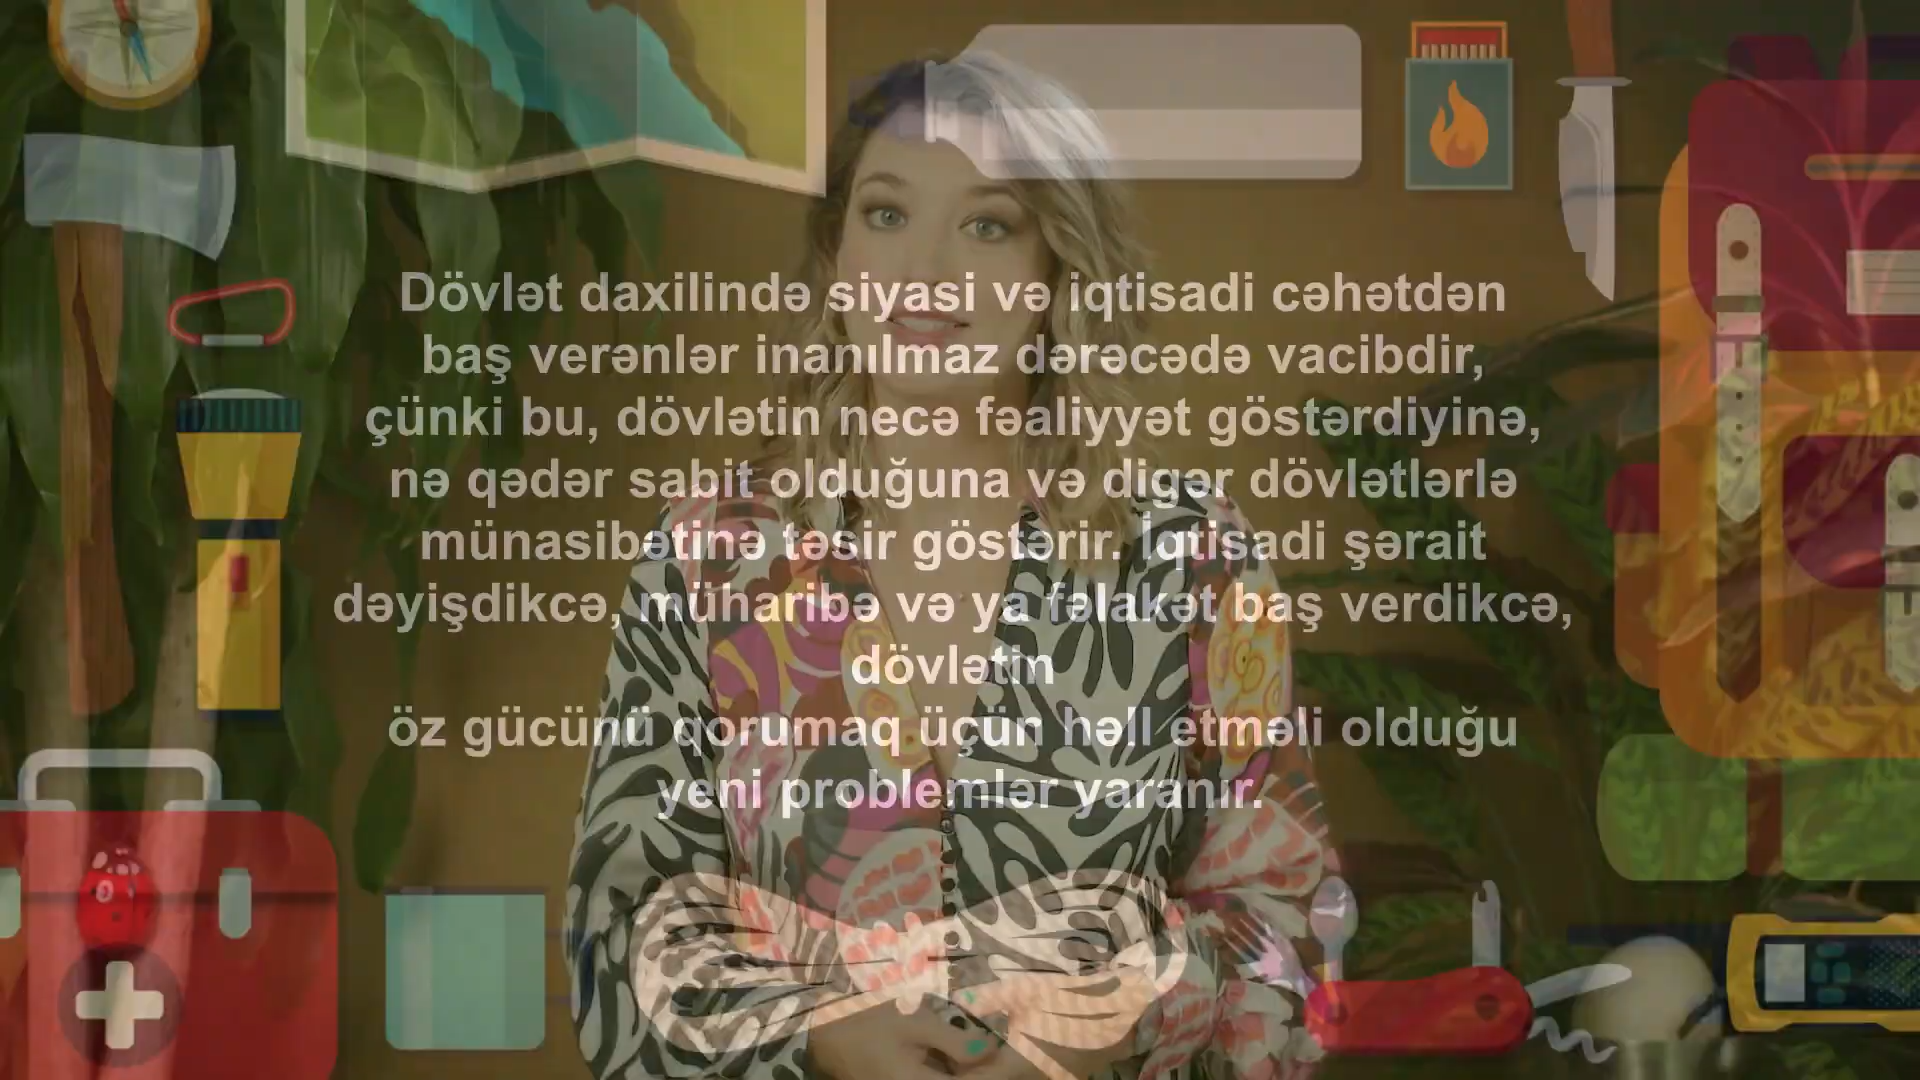 Dövlət daxilində siyasi və iqtisadi cəhətdən
baş verənlər inanılmaz dərəcədə vacibdir,
çünki bu, dövlətin necə fəaliyyət göstərdiyinə,
nə qədər sabit olduğuna və digər dövlətlərlə
münasibətinə təsir göstərir. İqtisadi şərait
dəyişdikcə, müharibə və ya fəlakət baş verdikcə,
dövlətin
öz gücünü qorumaq üçün həll etməli olduğu
yeni problemlər yaranır.